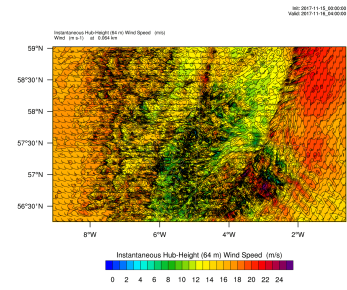 Init: 2017-11-15_00:00:00
Valid: 2017-11-16_04:00:00
Instantaneous Hub-Height (64 m) Wind Speed (m/s)
Wind (m s-1) at 0.064 km
59°N
58°30'N
58°N
57°30'N
57°N
56°30'N
8°W 6°W 4°W 2°W
Instantaneous Hub-Height (64 m) Wind Speed (m/s)
0 2 4 6 8 10 12 14 16 18 20 22 24